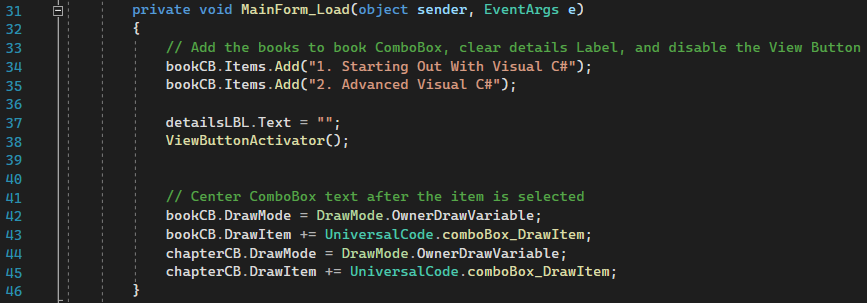 31 private void MainForm_Load(object sender, EventArgs e)
32 {
33 // Add the books to book ComboBox, clear details Label, and disable the View Button
34 bookCB.Items.Add("1. Starting Out With Visual C#");
35 bookCB.Items.Add("2. Advanced Visual C#");
36
37 detailsLBL.Text = "";
38 ViewButtonActivator();
39
40
41 // Center ComboBox text after the item is selected
42 bookCB.DrawMode = DrawMode.OwnerDrawVariable;
43 bookCB.DrawItem += UniversalCode.comboBox_DrawItem;
44 chapterCB.DrawMode = DrawMode.OwnerDrawVariable;
45 chapterCB.DrawItem += UniversalCode.comboBox_DrawItem;
46 }